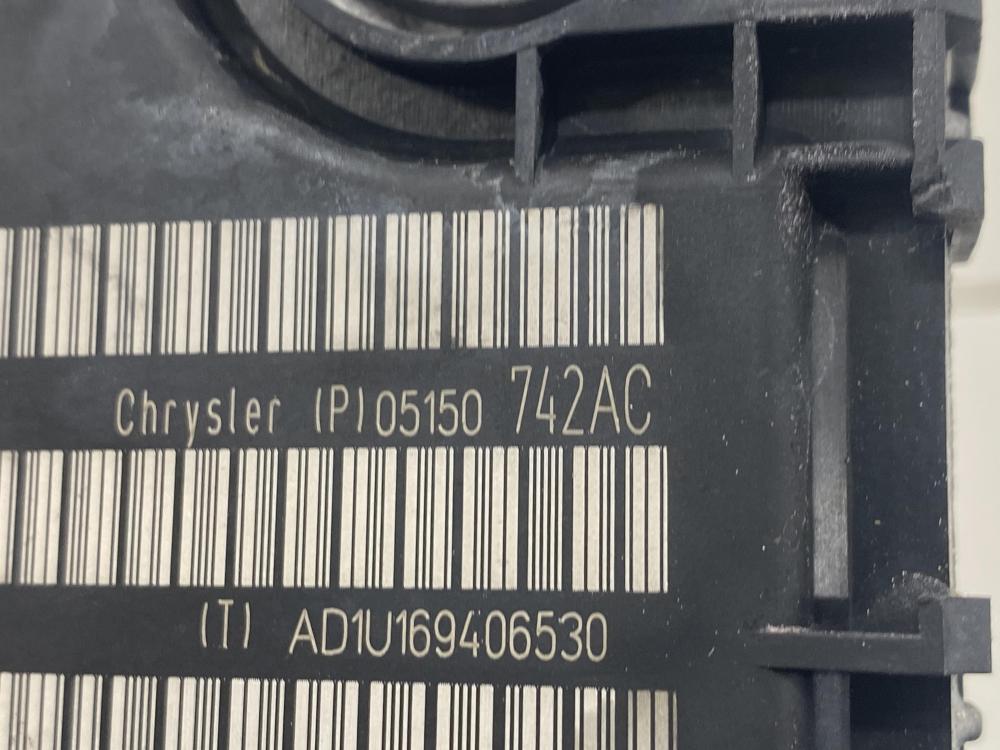 Chrysler (P)05150 742AC
(T) AD1U169406530